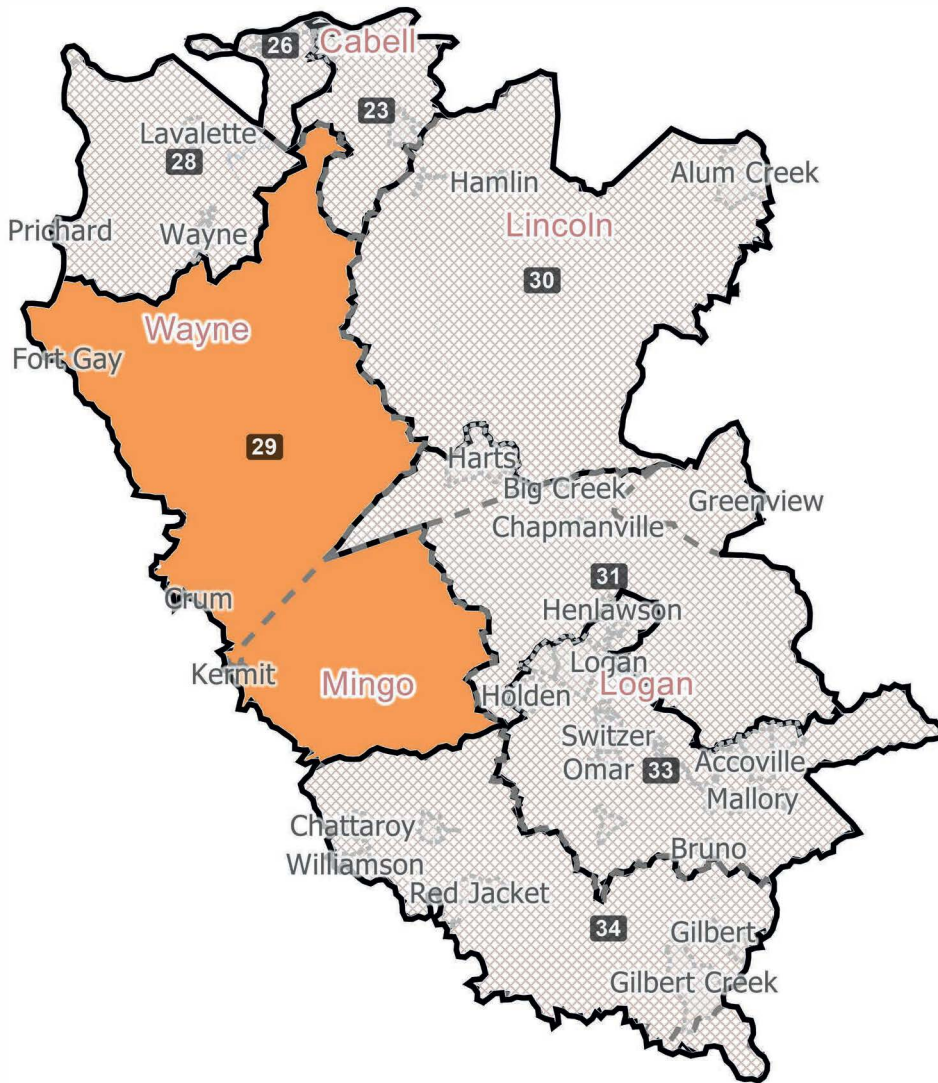 26
Cabell
23
Lavalette
28
Hamlin
Alum Creek
Prichard
Wayne
Lincoln
30
Wayne
Fort Gay
29
Harts
Big Creek
Greenview
Chapmanville
31
Crum
Henlawson
Kermit
Logan
Mingo
Holden
Logan
Switzer
Omar
33
Accoville
Mallory
Chattaroy
Bruno
Williamson
Red Jacket
34
Gilbert
Gilbert Creek